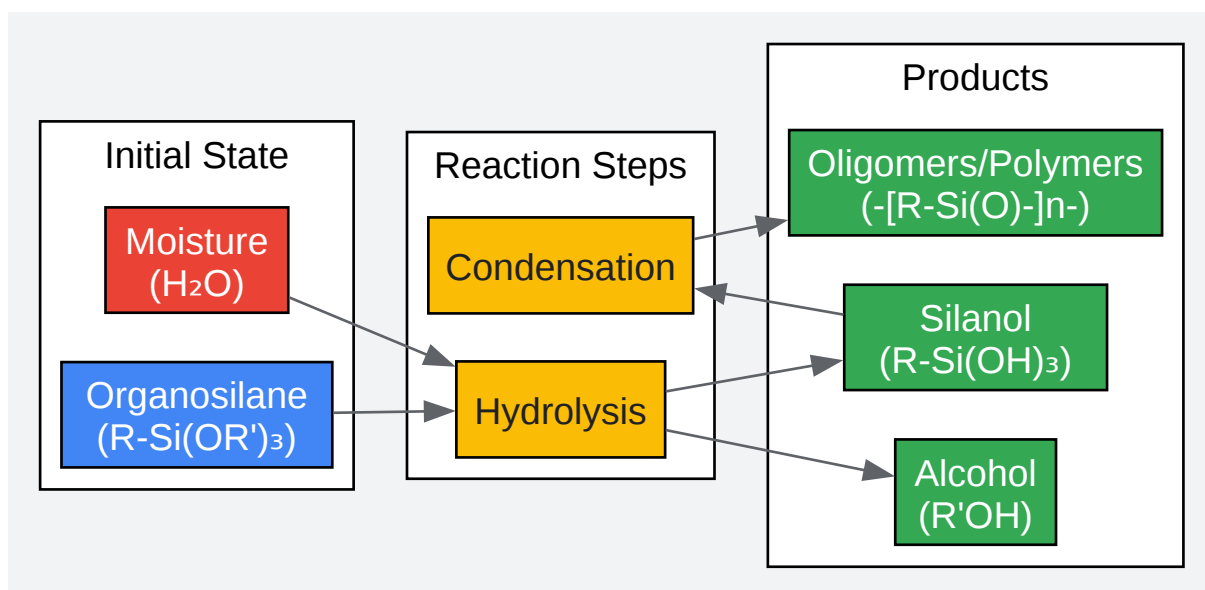 Initial State
Moisture
(H₂O)
Organosilane
(R-Si(OR')₃)
Reaction Steps
Condensation
Hydrolysis
Products
Oligomers/Polymers
(-[R-Si(O)-]n-)
Silanol
(R-Si(OH)₃)
Alcohol
(R'OH)